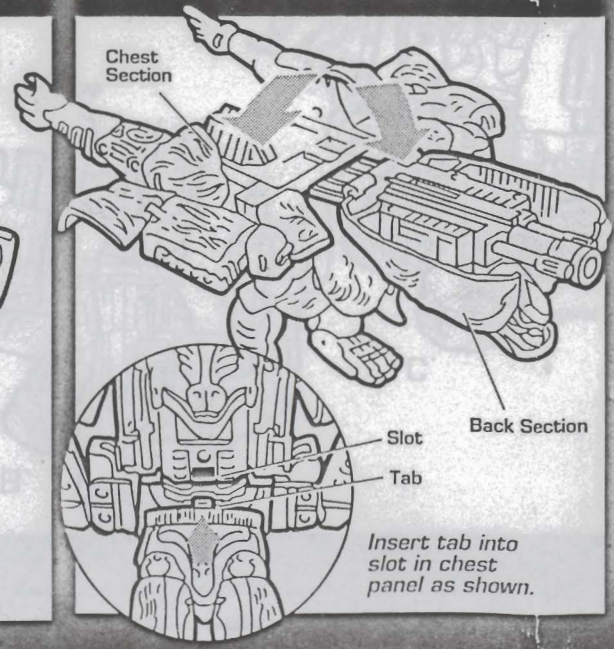 Chest
Section
Back Section
Slot
Tab
Insert tab into
slot in chest
panel as shown.